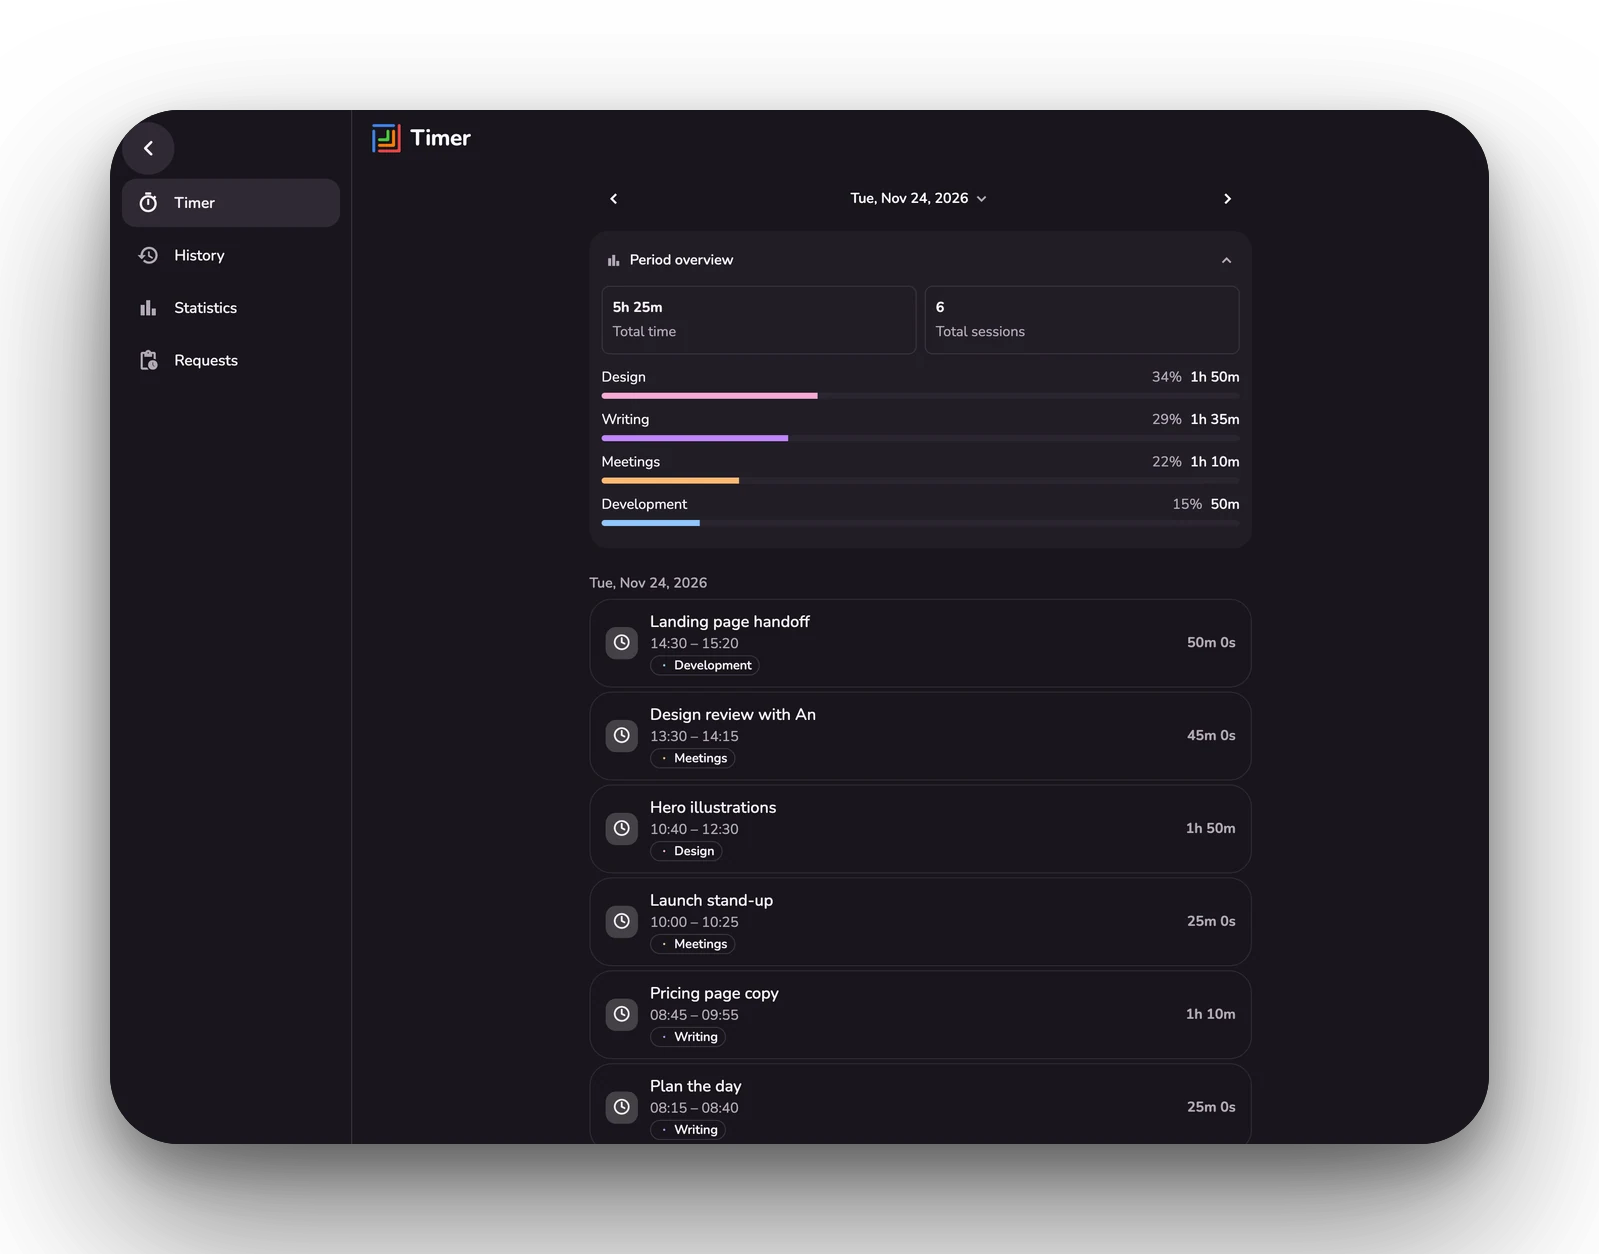 Timer
Timer
History
Statistics
Requests
Tue, Nov 24, 2026
Period overview
5h 25m
Total time
6
Total sessions
Design 34% 1h 50m
Writing 29% 1h 35m
Meetings 22% 1h 10m
Development 15% 50m
Tue, Nov 24, 2026
Landing page handoff
14:30 – 15:20
50m 0s
· Development
Design review with An
13:30 – 14:15
45m 0s
· Meetings
Hero illustrations
10:40 – 12:30
1h 50m
· Design
Launch stand-up
10:00 – 10:25
25m 0s
· Meetings
Pricing page copy
08:45 – 09:55
1h 10m
· Writing
Plan the day
08:15 – 08:40
25m 0s
· Writing